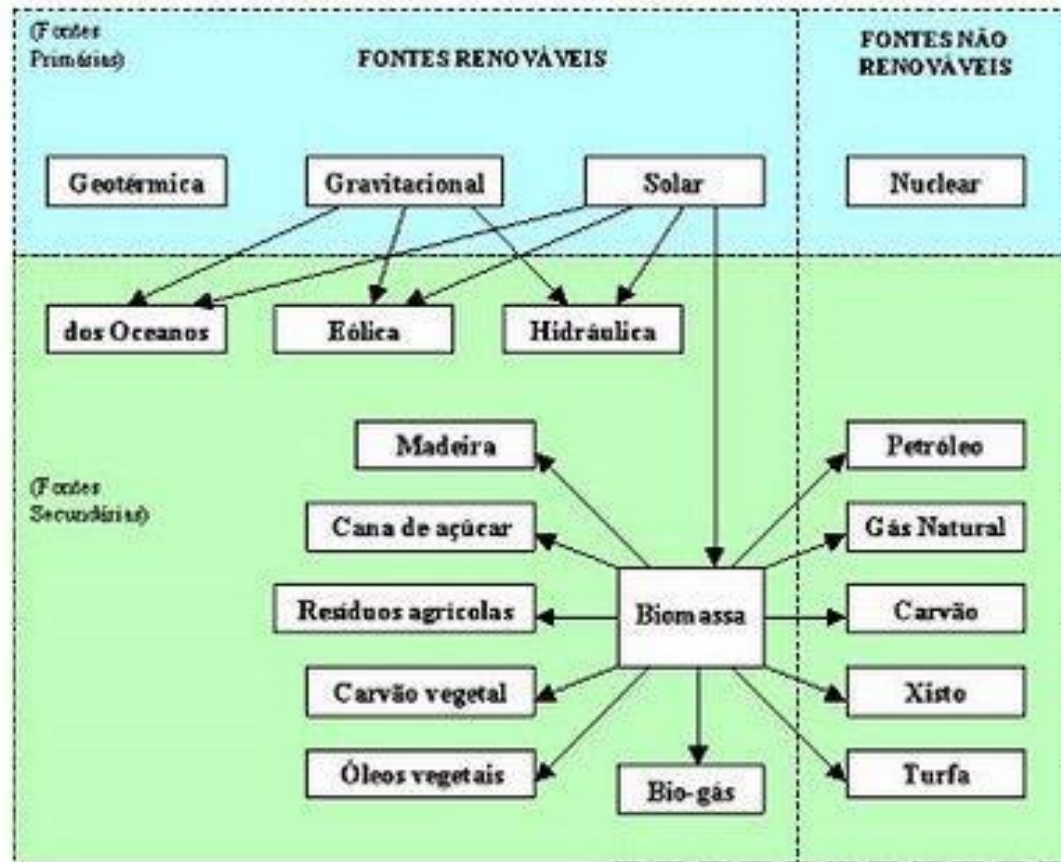 (Fontes
Primárias)
FONTES RENOVÁVEIS
FONTES NÃO
RENOVÁVEIS
Geotérmica
Gravitacional
Solar
Nuclear
dos Oceanos
Eólica
Hidráulica
Madeira
Petróleo
(Fontes
Secundárias)
Cana de açúcar
Gás Natural
Resíduos agrícolas
Biomassa
Carvão
Carvão vegetal
Xisto
Óleos vegetais
Bio-gás
Turfa